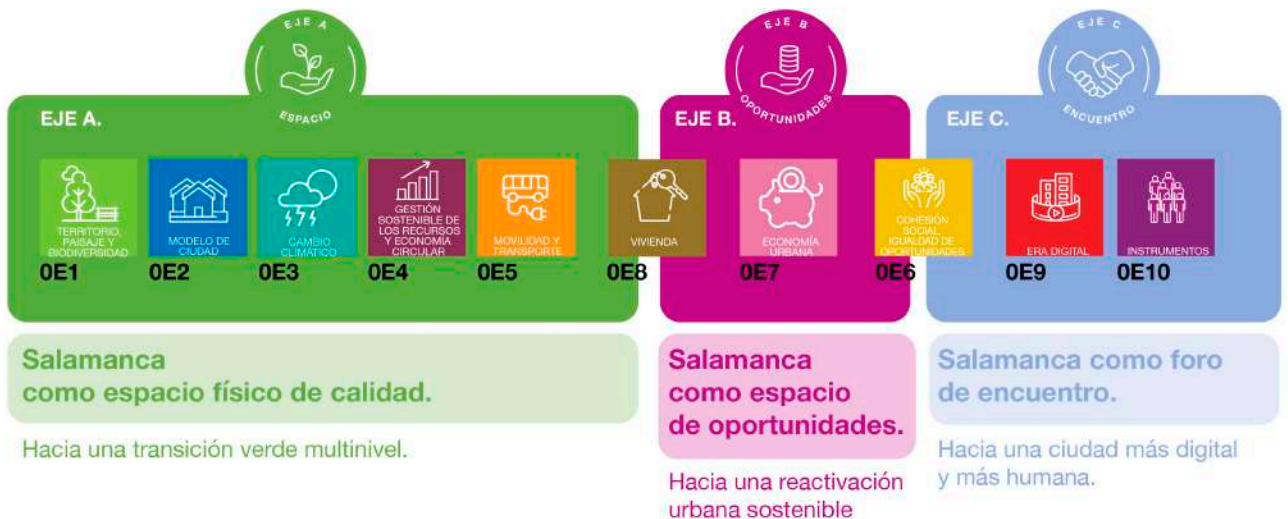 EJE A
ESPACIO
EJE B
OPORTUNIDADES
EJE C
ENCUENTRO
EJE A.
EJE B.
EJE C.
TERRITORIO,
PAISAJE Y
BIODIVERSIDAD
0E1
MODELO DE
CIUDAD
0E2
CAMBIO
CLIMÁTICO
0E3
GESTIÓN
SOSTENIBLE DE
LOS RECURSOS
Y ECONOMÍA
CIRCULAR
0E4
MOVILIDAD Y
TRANSPORTE
0E5
VIVIENDA
0E8
ECONOMÍA
URBANA
0E7
COHESIÓN
SOCIAL
IGUALDAD DE
OPORTUNIDADES
0E6
ERA DIGITAL
0E9
INSTRUMENTOS
0E10
Salamanca
como espacio físico de calidad.
Hacia una transición verde multinivel.
Salamanca
como espacio
de oportunidades.
Hacia una reactivación
urbana sostenible
Salamanca como foro
de encuentro.
Hacia una ciudad más digital
y más humana.